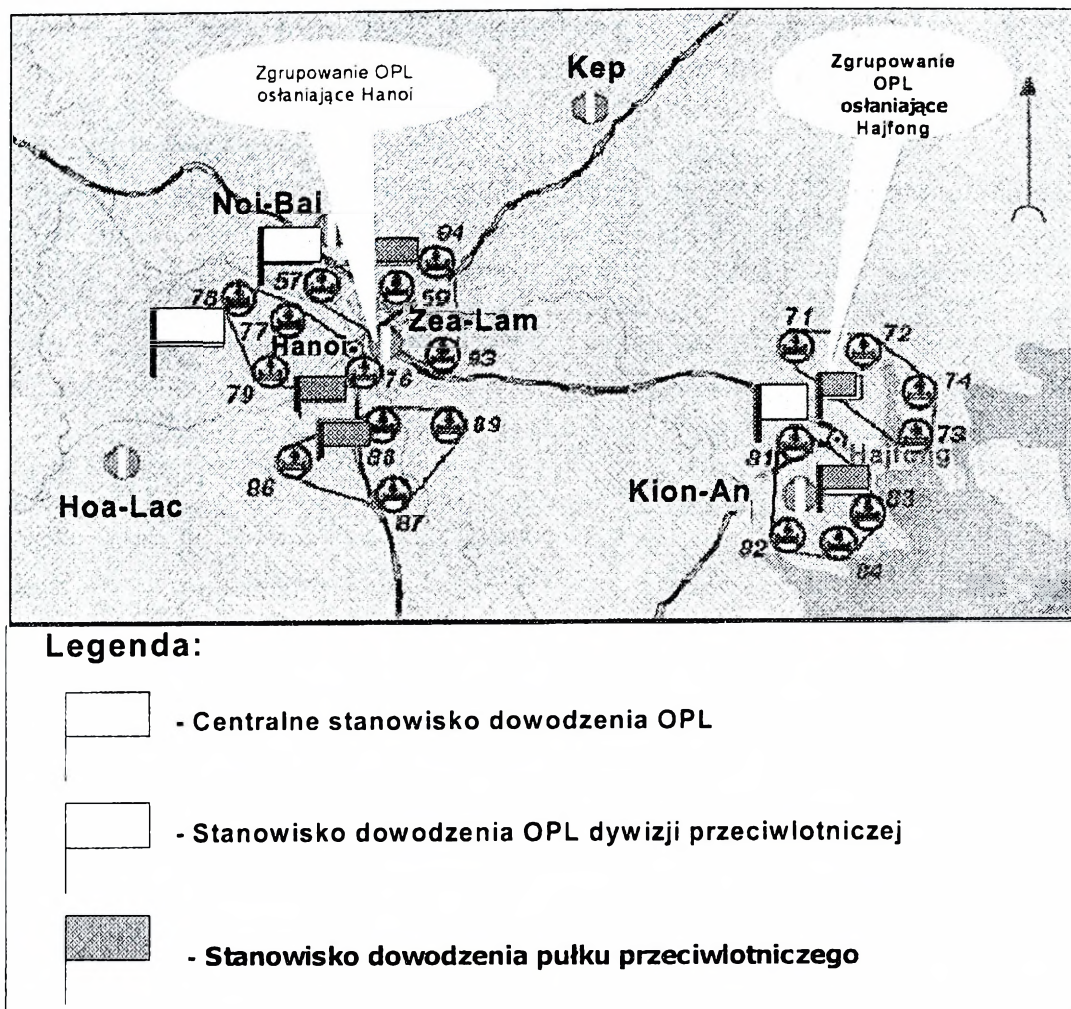 Zgrupowanie OPL
osłaniające Hanoi
Kep
Zgrupowanie
OPL
osłaniające
Hajfong
Noi-Bai
94
57
59
78
77
Zea-Lam
Hanoi
93
79
76
71
72
74
73
81
Hajfong
88
89
86
87
Hoa-Lac
Kion-An
83
82
84
Legenda:
- Centralne stanowisko dowodzenia OPL
- Stanowisko dowodzenia OPL dywizji przeciwlotniczej
- Stanowisko dowodzenia pułku przeciwlotniczego